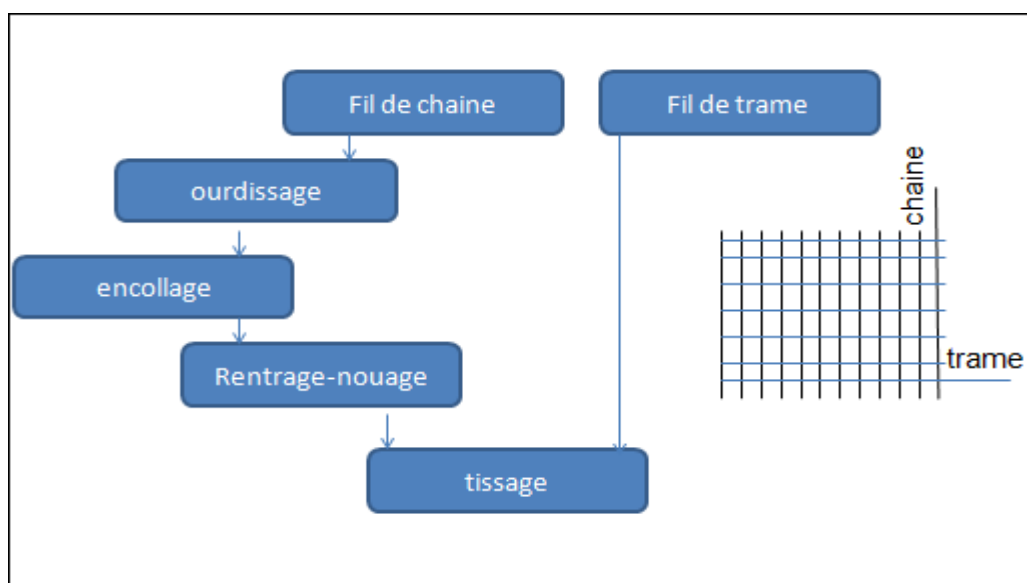 Fil de chaine
Fil de trame
ourdissage
encollage
Rentrage-nouage
tissage
chaine
trame